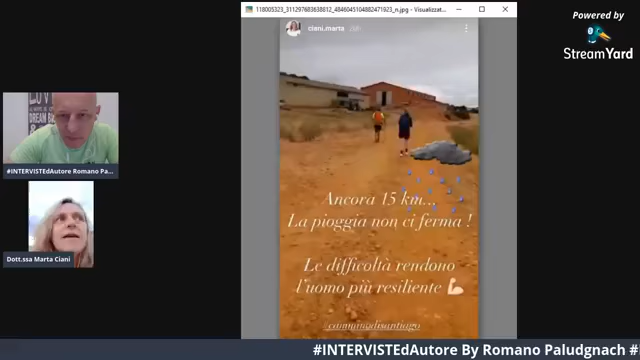 118005323_311297683638812_4846045104882471923_n.jpg - Visualizzat...
Powered by
StreamYard
ciani.marta
Ancora 15 km...
La pioggia non ci ferma !
Le difficoltà rendono
l'uomo più resiliente
@camminodisantiago
#INTERVISTEdAutore Romano Pa...
Dott.ssa Marta Ciani
#INTERVISTEdAutore By Romano Paludgnach #